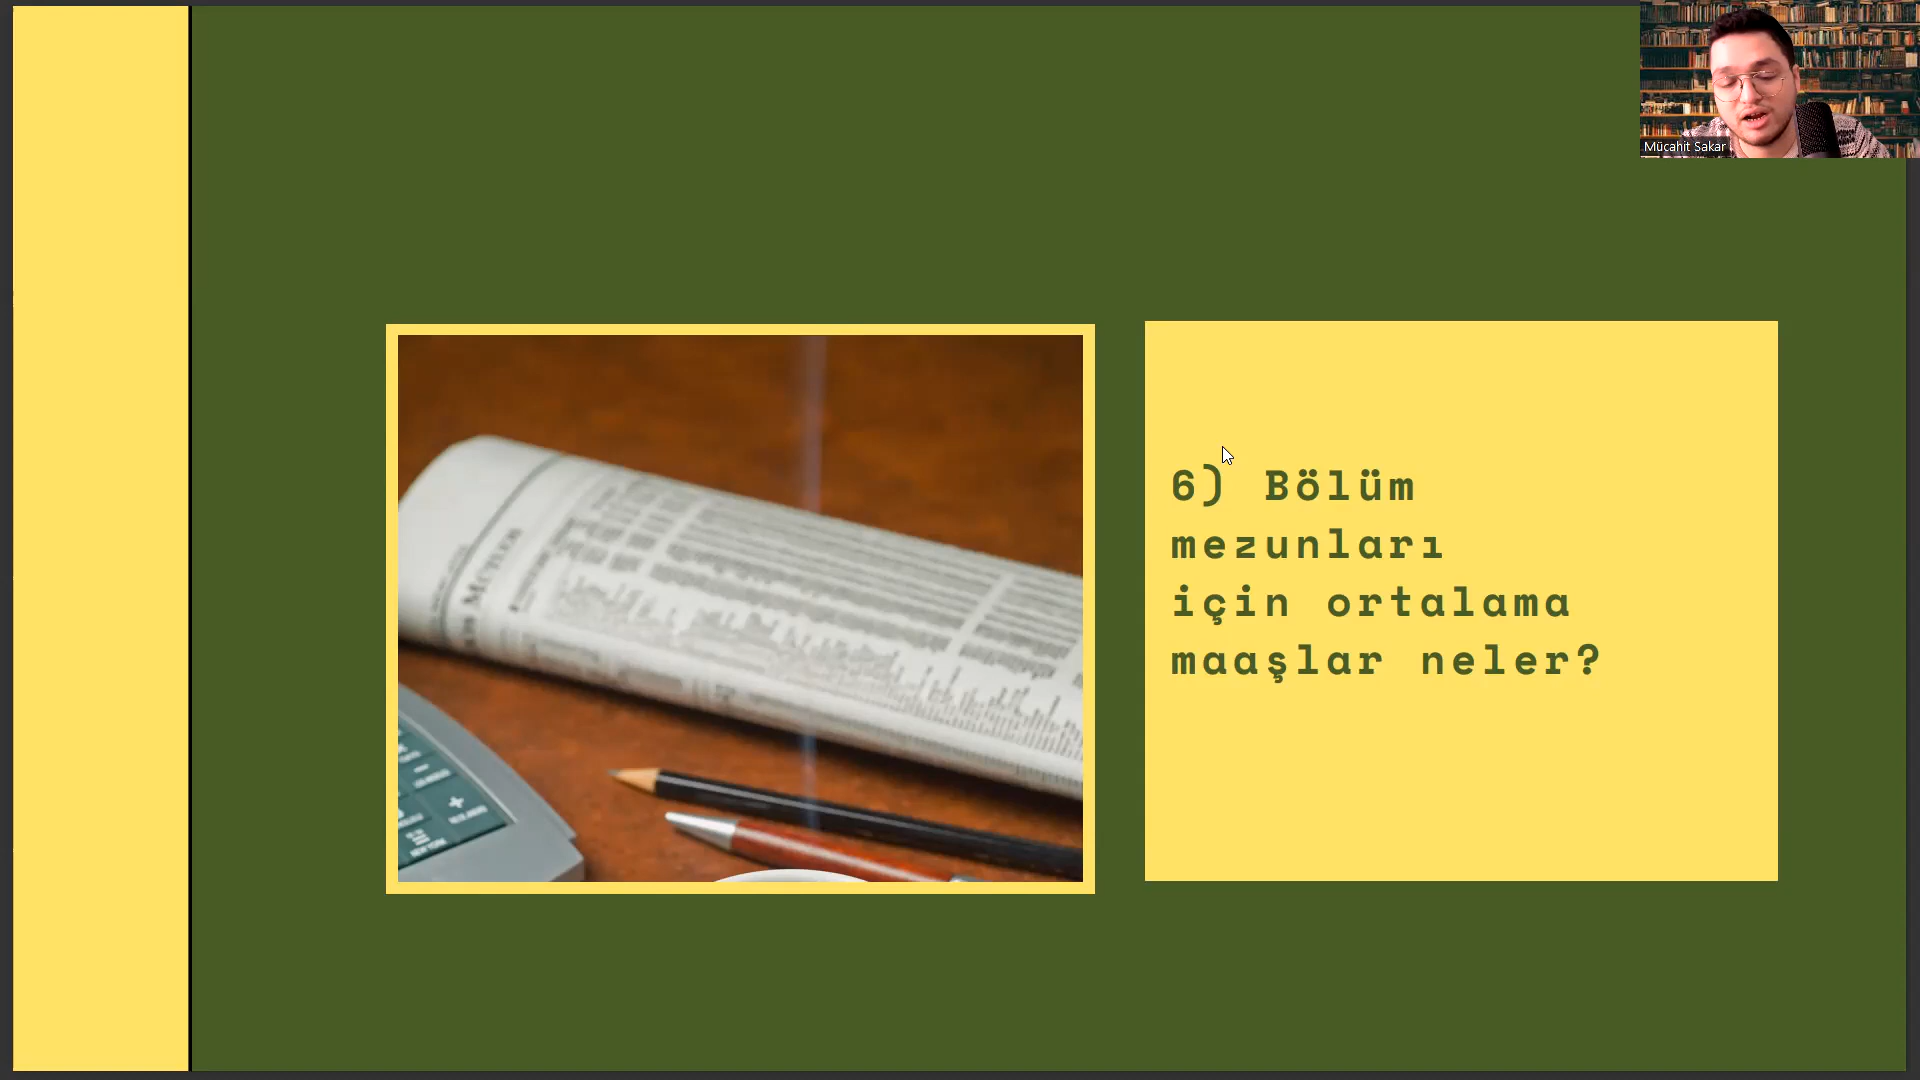 Mücahit Sakar
6) Bölüm
mezunları
için ortalama
maaşlar neler?